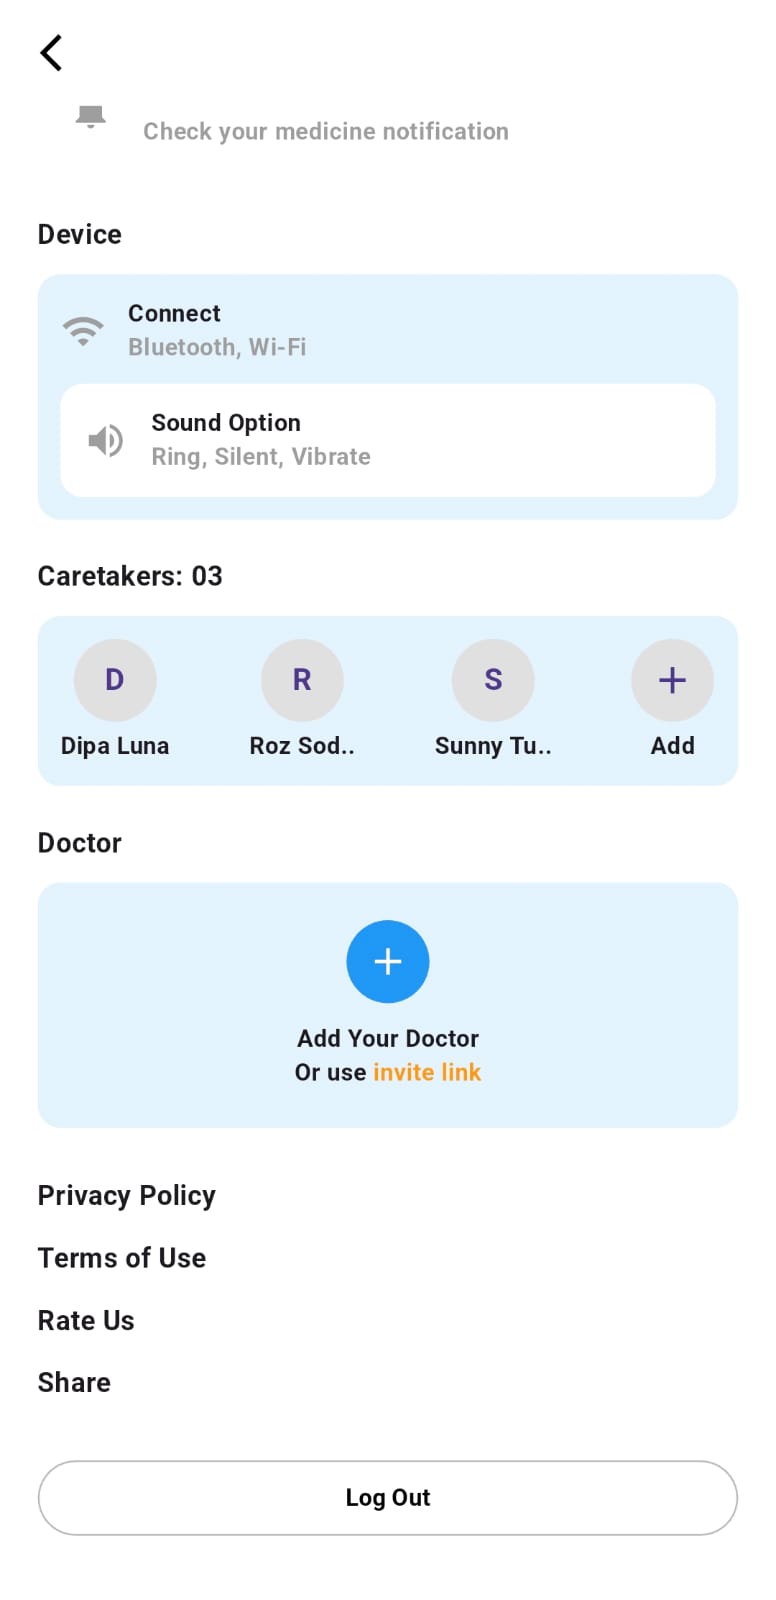 Check your medicine notification
Device
Connect
Bluetooth, Wi-Fi
Sound Option
Ring, Silent, Vibrate
Caretakers: 03
D
R
S
+
Dipa Luna
Roz Sod..
Sunny Tu..
Add
Doctor
+
Add Your Doctor
Or use invite link
Privacy Policy
Terms of Use
Rate Us
Share
Log Out